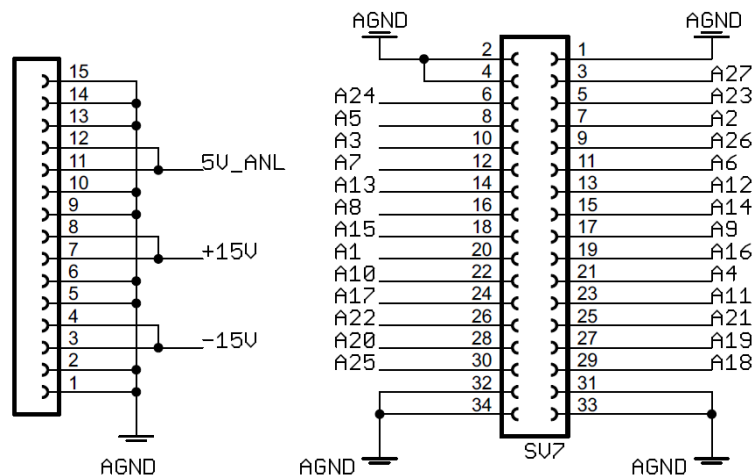 AGND AGND
15
14
13
12
11 5V_ANL
10
9
8
7 +15V
6
5
4
3 -15V
2
1
AGND
2 1
4 3 A27
A24 6 5 A23
A5 8 7 A2
A3 10 9 A26
A7 12 11 A6
A13 14 13 A12
A8 16 15 A14
A15 18 17 A9
A1 20 19 A16
A10 22 21 A4
A17 24 23 A11
A22 26 25 A21
A20 28 27 A19
A25 30 29 A18
32 31
34 33
AGND SV7 AGND